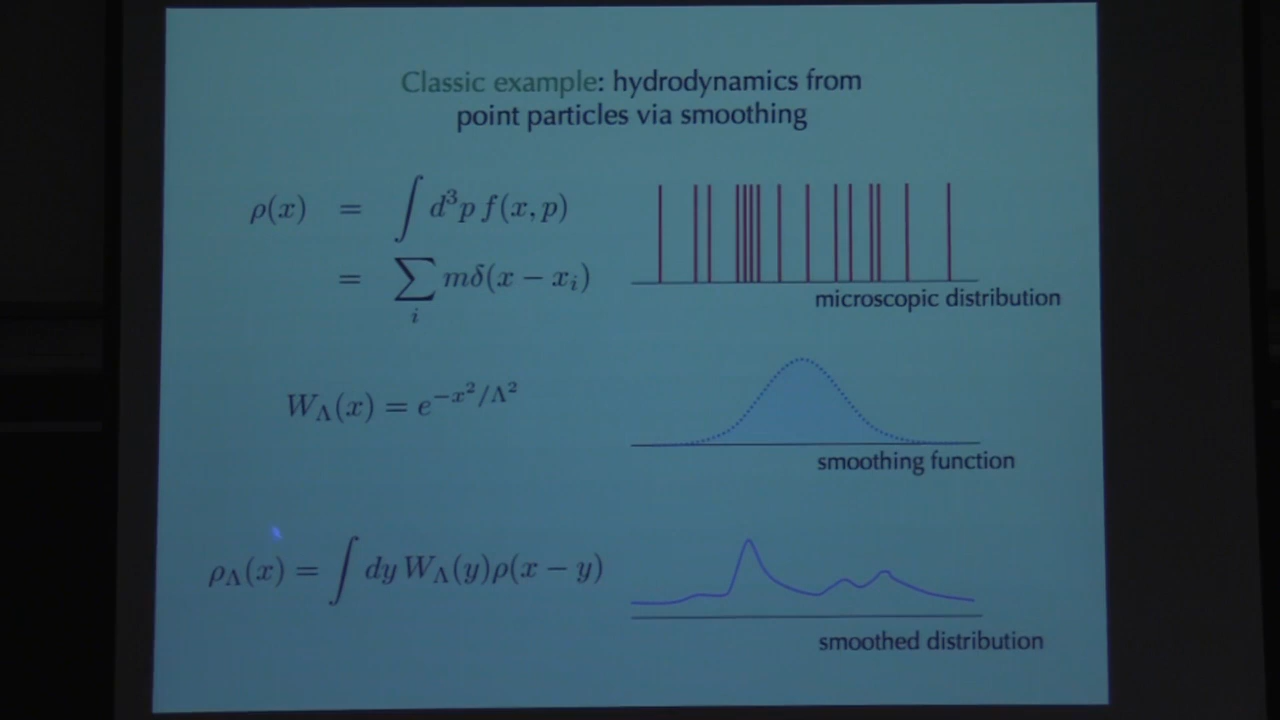 Classic example: hydrodynamics from
point particles via smoothing
ρ(x) = ∫ d³p f(x, p)
= ∑ᵢ mδ(x − xᵢ)
microscopic distribution
W_Λ(x) = e^{−x²/Λ²}
smoothing function
ρ_Λ(x) = ∫ dy W_Λ(y)ρ(x − y)
smoothed distribution